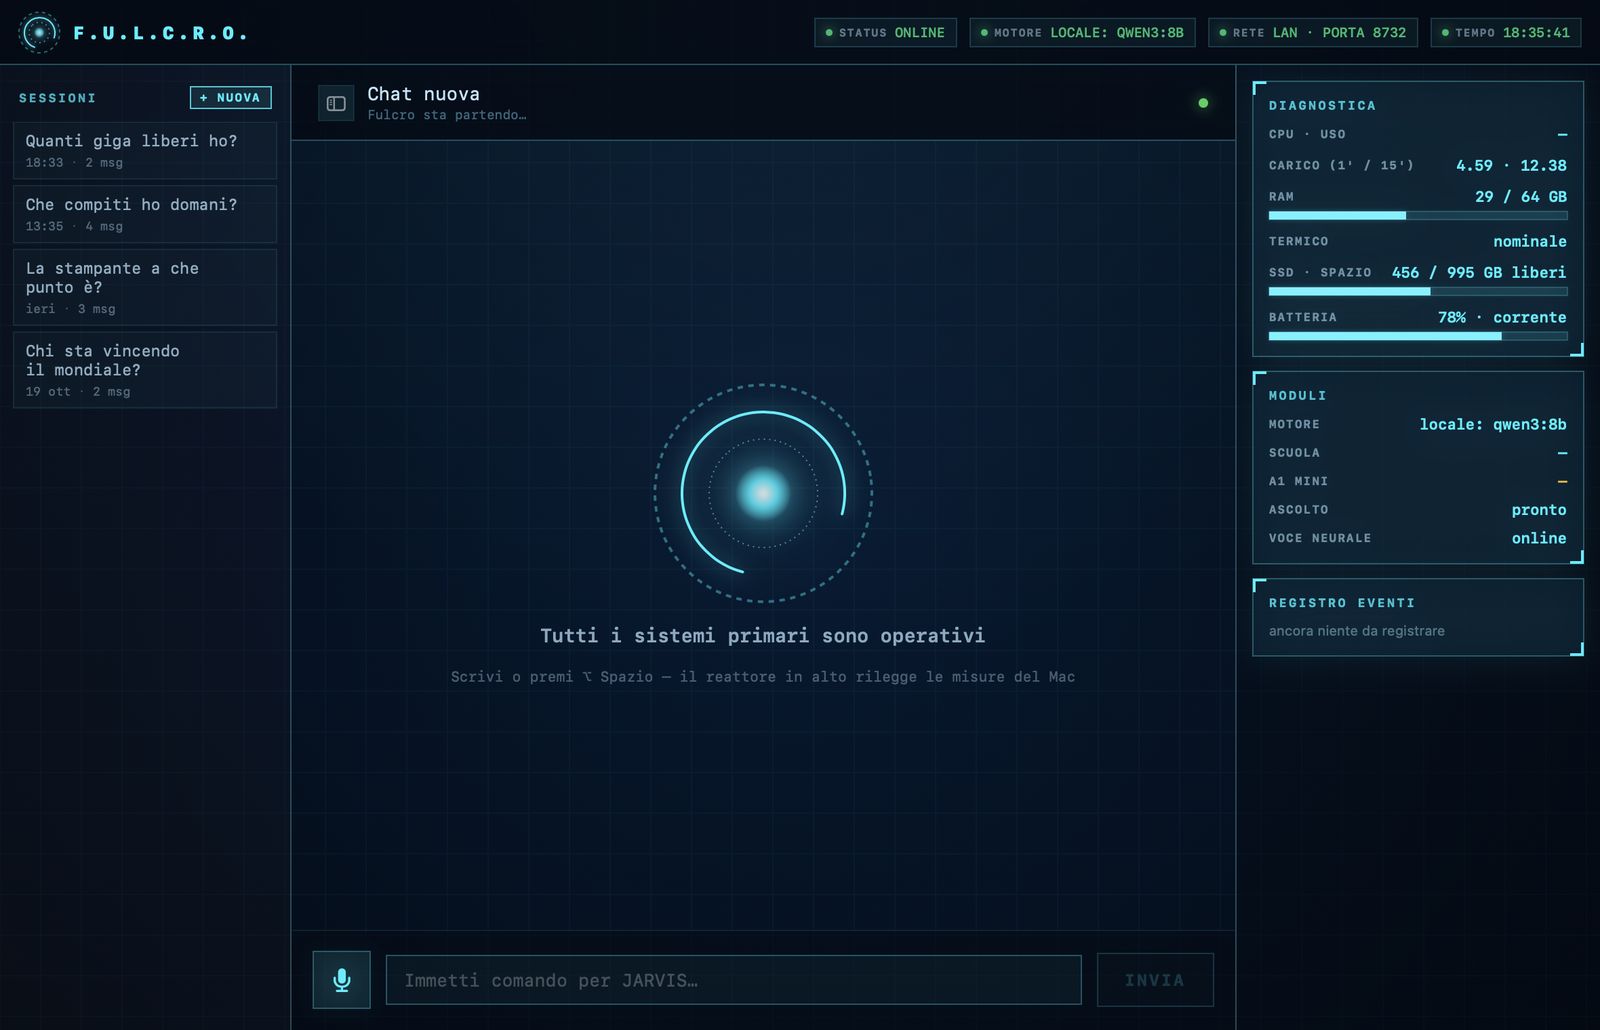 F.U.L.C.R.O.
STATUS ONLINE
MOTORE LOCALE: QWEN3:8B
RETE LAN · PORTA 8732
TEMPO 18:35:41
SESSIONI
+ NUOVA
Quanti giga liberi ho?
18:33 · 2 msg
Che compiti ho domani?
13:35 · 4 msg
La stampante a che
punto è?
ieri · 3 msg
Chi sta vincendo
il mondiale?
19 ott · 2 msg
Chat nuova
Fulcro sta partendo…
Tutti i sistemi primari sono operativi
Scrivi o premi ⌥ Spazio — il reattore in alto rilegge le misure del Mac
Immetti comando per JARVIS…
INVIA
DIAGNOSTICA
CPU · USO —
CARICO (1' / 15') 4.59 · 12.38
RAM 29 / 64 GB
TERMICO nominale
SSD · SPAZIO 456 / 995 GB liberi
BATTERIA 78% · corrente
MODULI
MOTORE locale: qwen3:8b
SCUOLA —
A1 MINI —
ASCOLTO pronto
VOCE NEURALE online
REGISTRO EVENTI
ancora niente da registrare